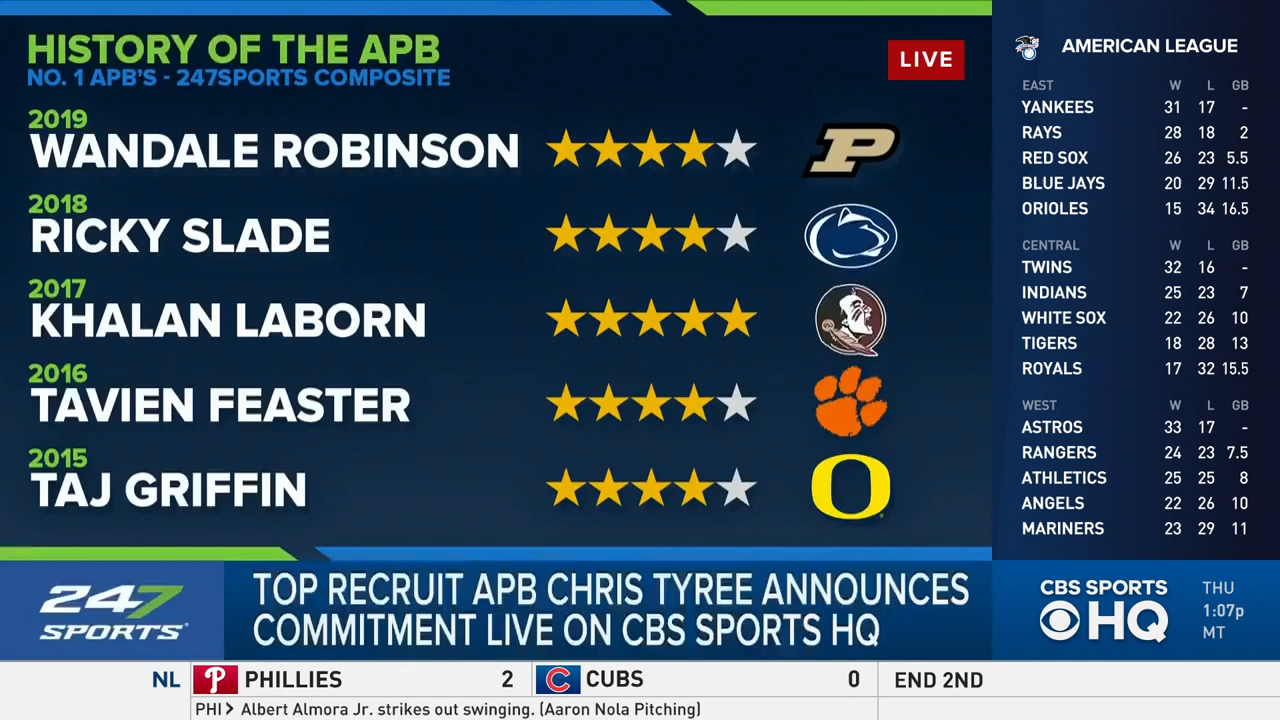 HISTORY OF THE APB
NO. 1 APB'S - 247SPORTS COMPOSITE
LIVE
2019
WANDALE ROBINSON
P
2018
RICKY SLADE
2017
KHALAN LABORN
2016
TAVIEN FEASTER
2015
TAJ GRIFFIN
O
AMERICAN LEAGUE
EAST W L GB
YANKEES 31 17 -
RAYS 28 18 2
RED SOX 26 23 5.5
BLUE JAYS 20 29 11.5
ORIOLES 15 34 16.5
CENTRAL W L GB
TWINS 32 16 -
INDIANS 25 23 7
WHITE SOX 22 26 10
TIGERS 18 28 13
ROYALS 17 32 15.5
WEST W L GB
ASTROS 33 17 -
RANGERS 24 23 7.5
ATHLETICS 25 25 8
ANGELS 22 26 10
MARINERS 23 29 11
247
SPORTS
TOP RECRUIT APB CHRIS TYREE ANNOUNCES
COMMITMENT LIVE ON CBS SPORTS HQ
CBS SPORTS
HQ
THU
1:07p
MT
NL P PHILLIES 2 C CUBS 0 END 2ND
PHI > Albert Almora Jr. strikes out swinging. (Aaron Nola Pitching)